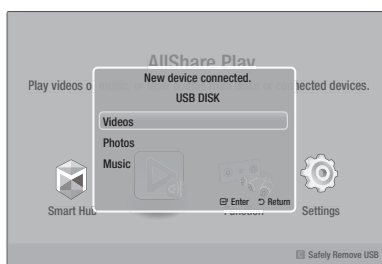 AllShare Play
New device connected.
Play videos o
nected devices.
USB DISK
Videos
Photos
Music
Enter Return
Smart Hub
Function
Settings
Safely Remove USB